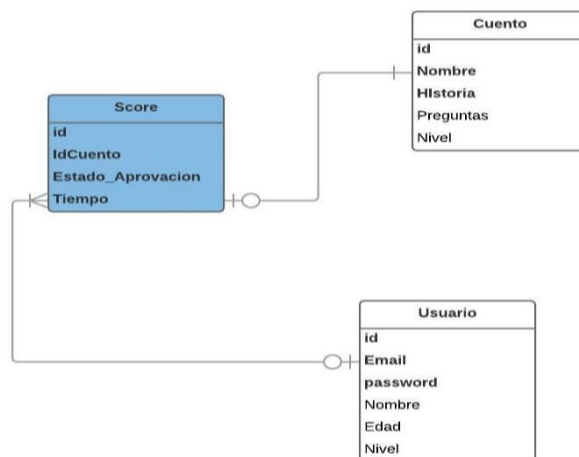 Cuento
id
Nombre
HIstoria
Preguntas
Nivel
Score
id
IdCuento
Estado_Aprovacion
Tiempo
Usuario
id
Email
password
Nombre
Edad
Nivel